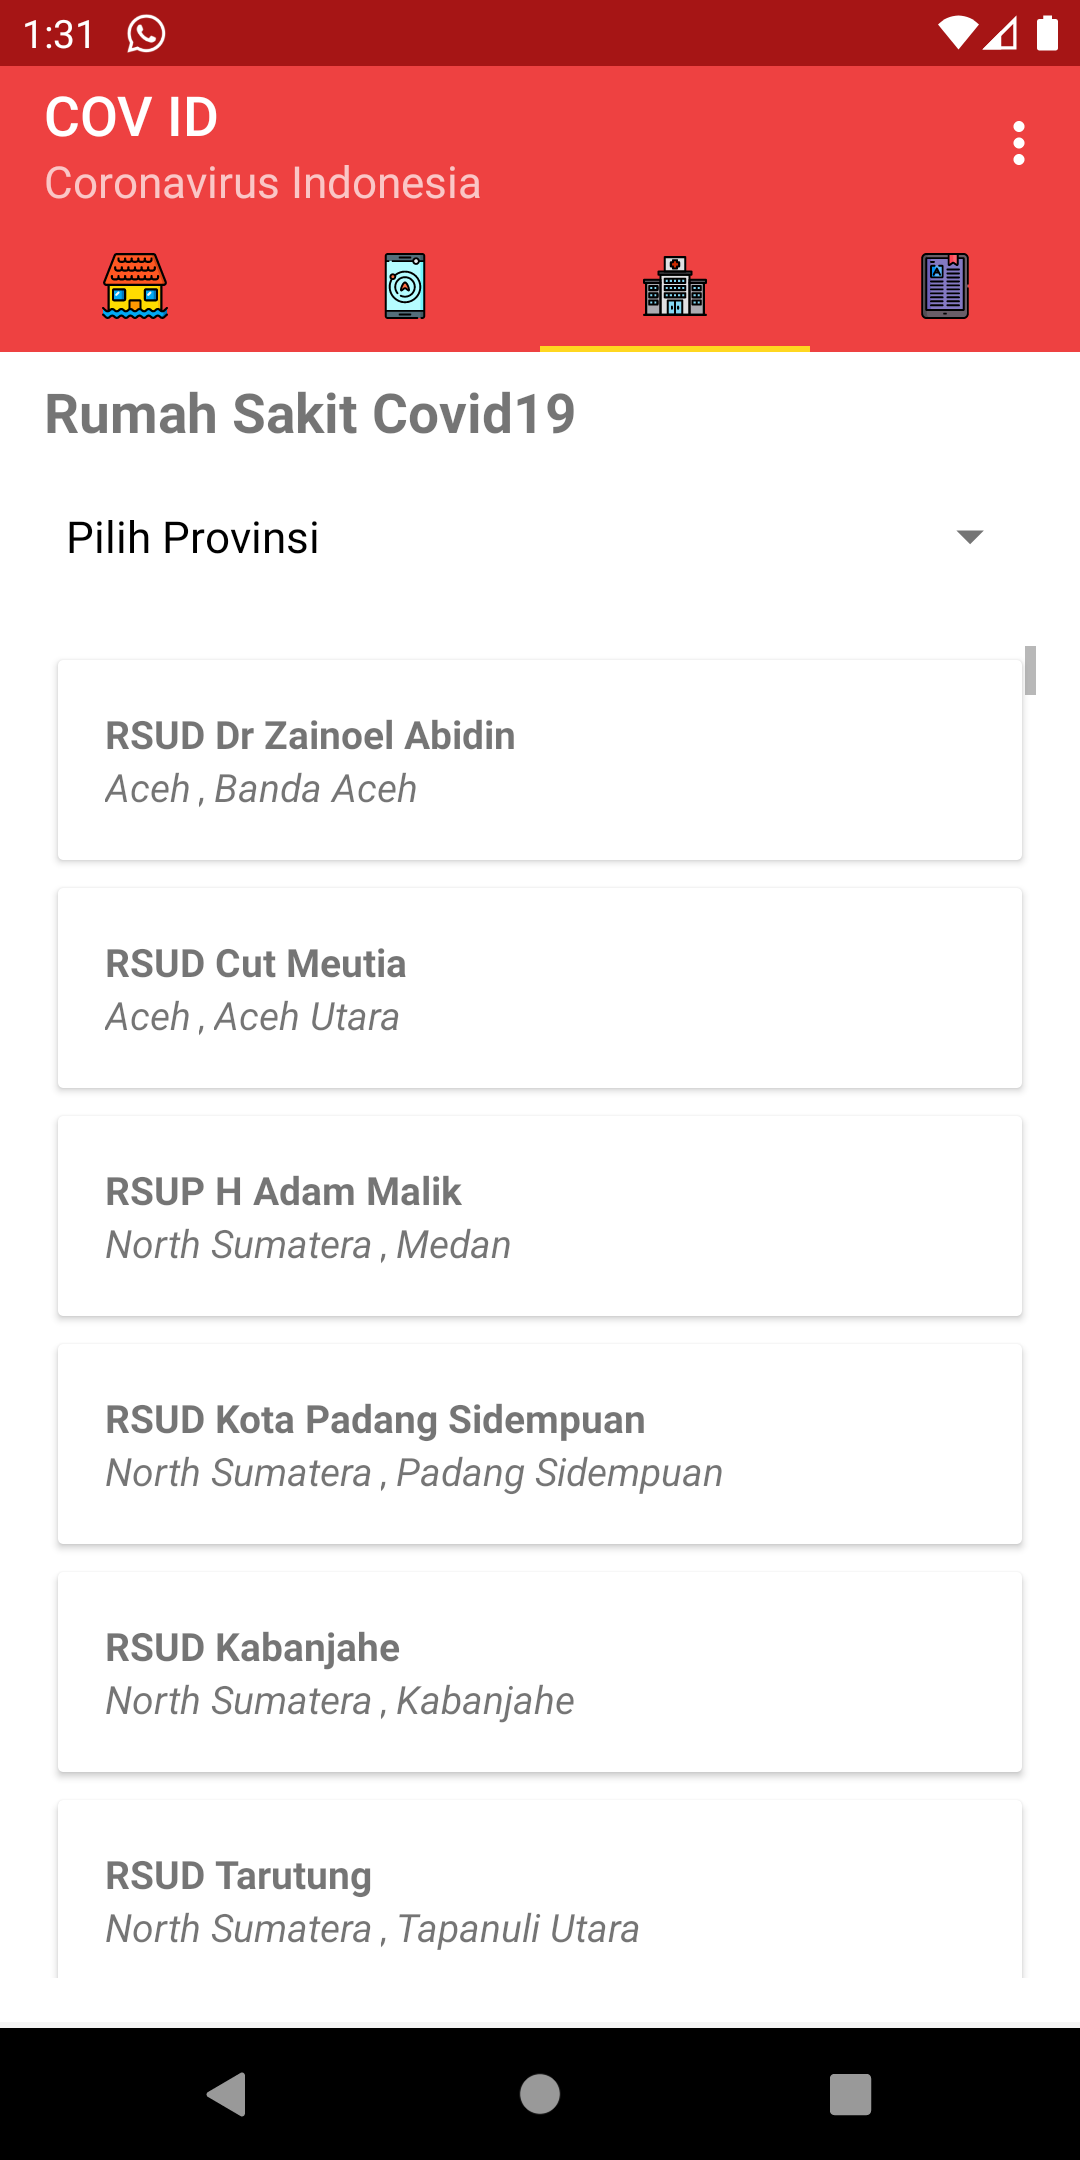 1:31
COV ID
Coronavirus Indonesia
Rumah Sakit Covid19
Pilih Provinsi
RSUD Dr Zainoel Abidin
Aceh , Banda Aceh
RSUD Cut Meutia
Aceh , Aceh Utara
RSUP H Adam Malik
North Sumatera , Medan
RSUD Kota Padang Sidempuan
North Sumatera , Padang Sidempuan
RSUD Kabanjahe
North Sumatera , Kabanjahe
RSUD Tarutung
North Sumatera , Tapanuli Utara